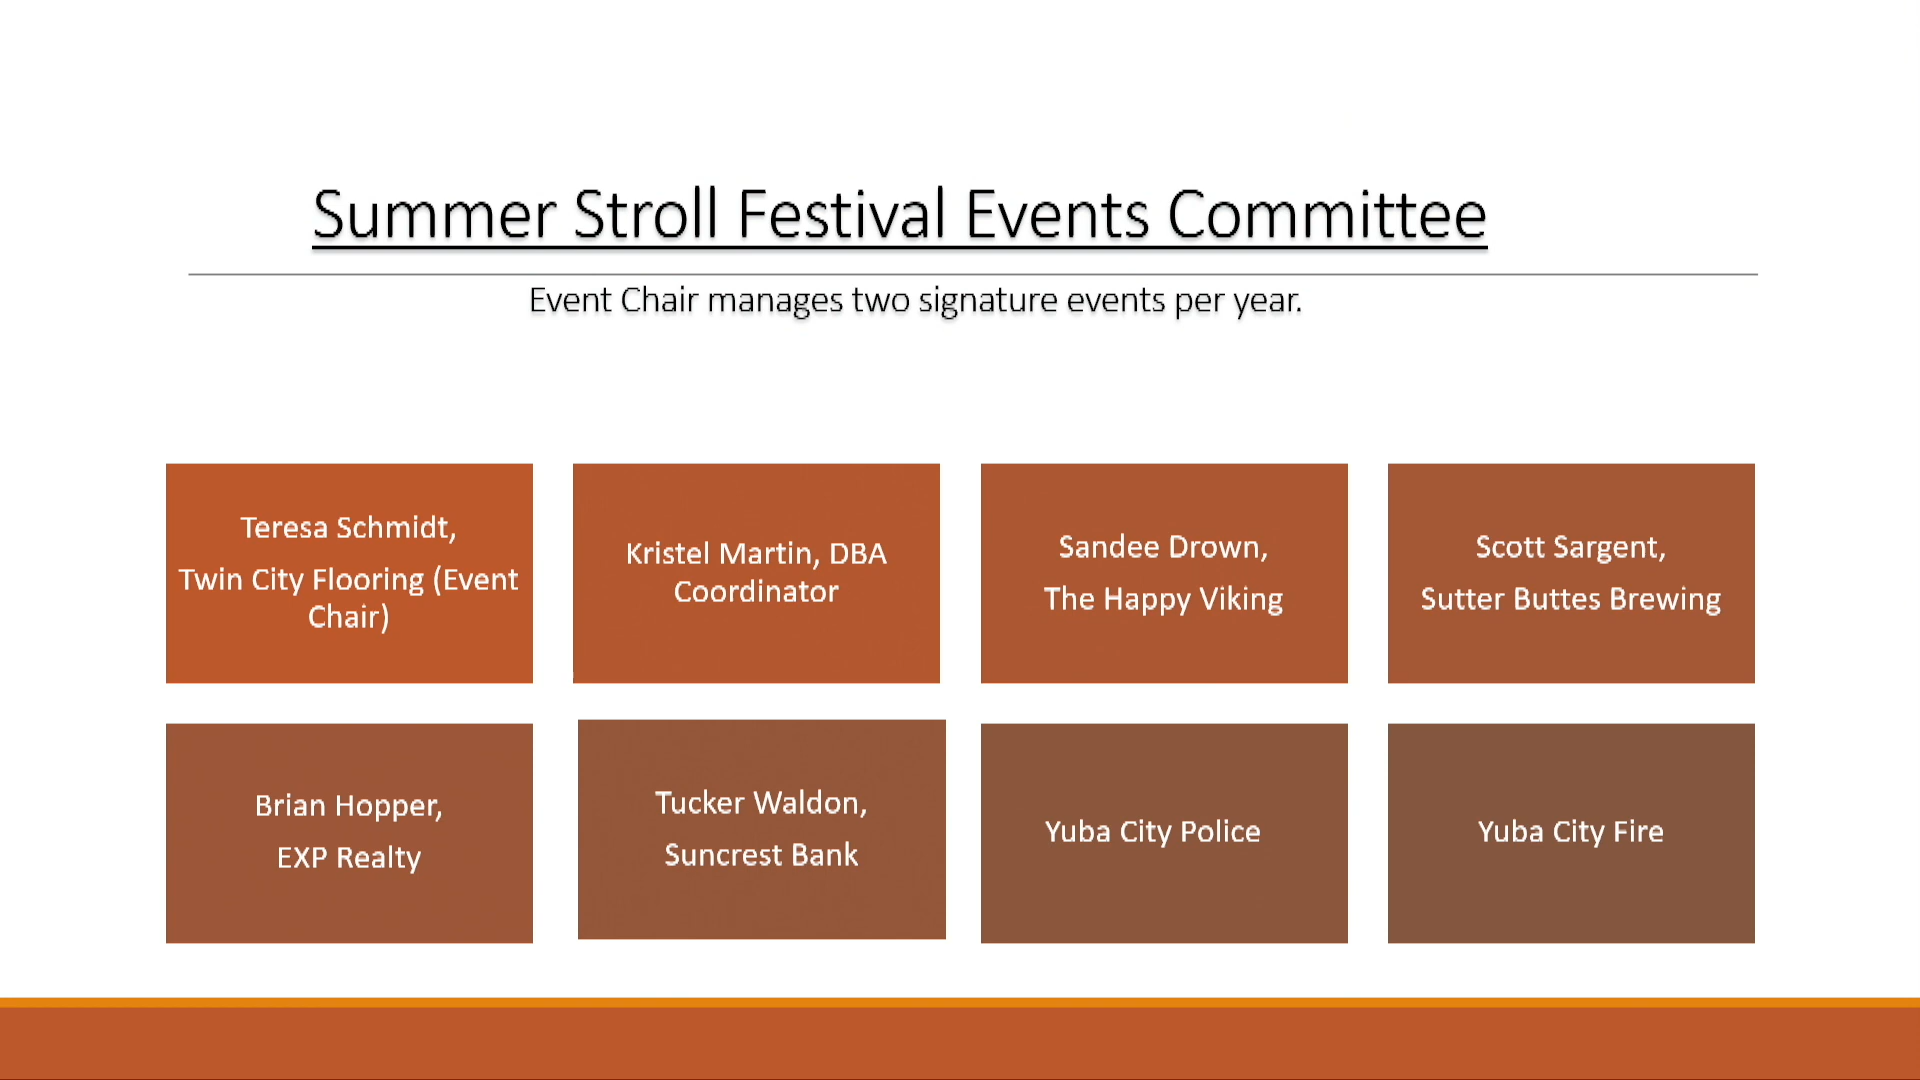 Summer Stroll Festival Events Committee
Event Chair manages two signature events per year.
Teresa Schmidt,
Twin City Flooring (Event
Chair)
Kristel Martin, DBA
Coordinator
Sandee Drown,
The Happy Viking
Scott Sargent,
Sutter Buttes Brewing
Brian Hopper,
EXP Realty
Tucker Waldon,
Suncrest Bank
Yuba City Police
Yuba City Fire